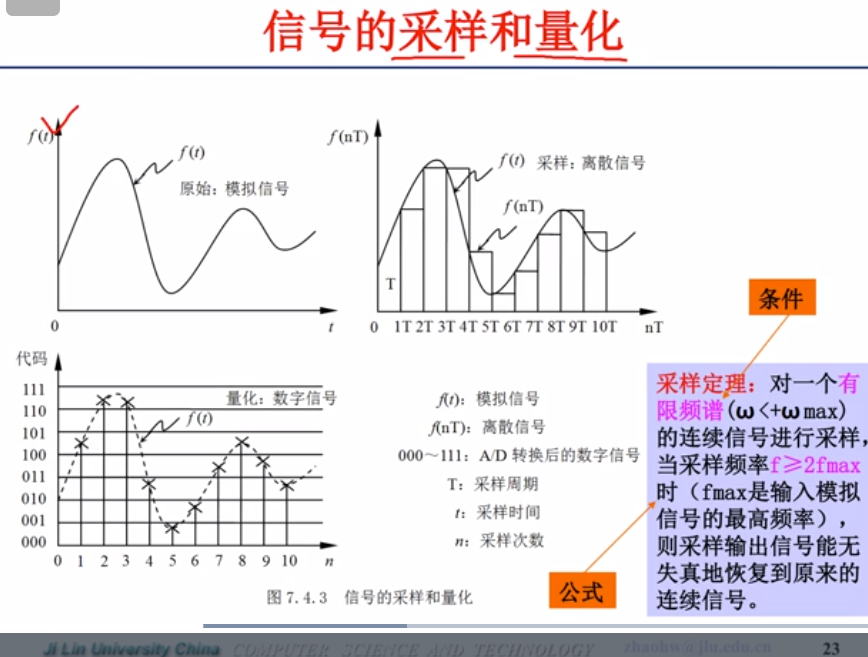 信号的采样和量化
f(t)
f(t)
原始：模拟信号
0
t
f(nT)
f(t) 采样：离散信号
f(nT)
T
0 1T 2T 3T 4T 5T 6T 7T 8T 9T 10T nT
条件
代码
111
110
101
100
011
010
001
000
量化：数字信号
f(t)
0 1 2 3 4 5 6 7 8 9 10 n
f(t)：模拟信号
f(nT)：离散信号
000～111：A/D 转换后的数字信号
T：采样周期
t：采样时间
n：采样次数
图 7.4.3 信号的采样和量化
采样定理：对一个有
限频谱(ω<+ωmax)
的连续信号进行采样，
当采样频率f≥2fmax
时（fmax是输入模拟
信号的最高频率），
则采样输出信号能无
失真地恢复到原来的
连续信号。
公式
Ji Lin University China COMPUTER SCIENCE AND TECHNOLOGY zhaohw@jlu.edu.cn 23